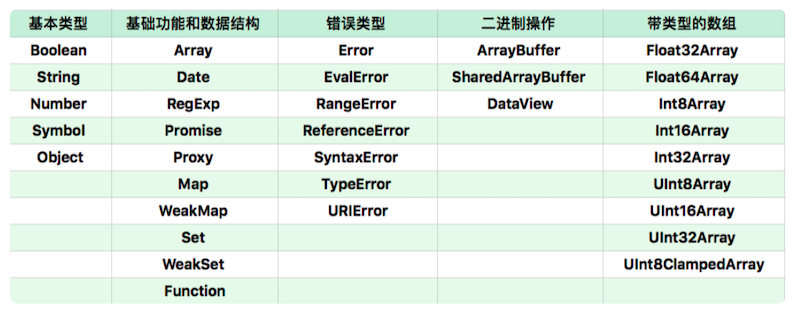 基本类型 基础功能和数据结构 错误类型 二进制操作 带类型的数组
Boolean Array Error ArrayBuffer Float32Array
String Date EvalError SharedArrayBuffer Float64Array
Number RegExp RangeError DataView Int8Array
Symbol Promise ReferenceError Int16Array
Object Proxy SyntaxError Int32Array
Map TypeError UInt8Array
WeakMap URIError UInt16Array
Set UInt32Array
WeakSet UInt8ClampedArray
Function